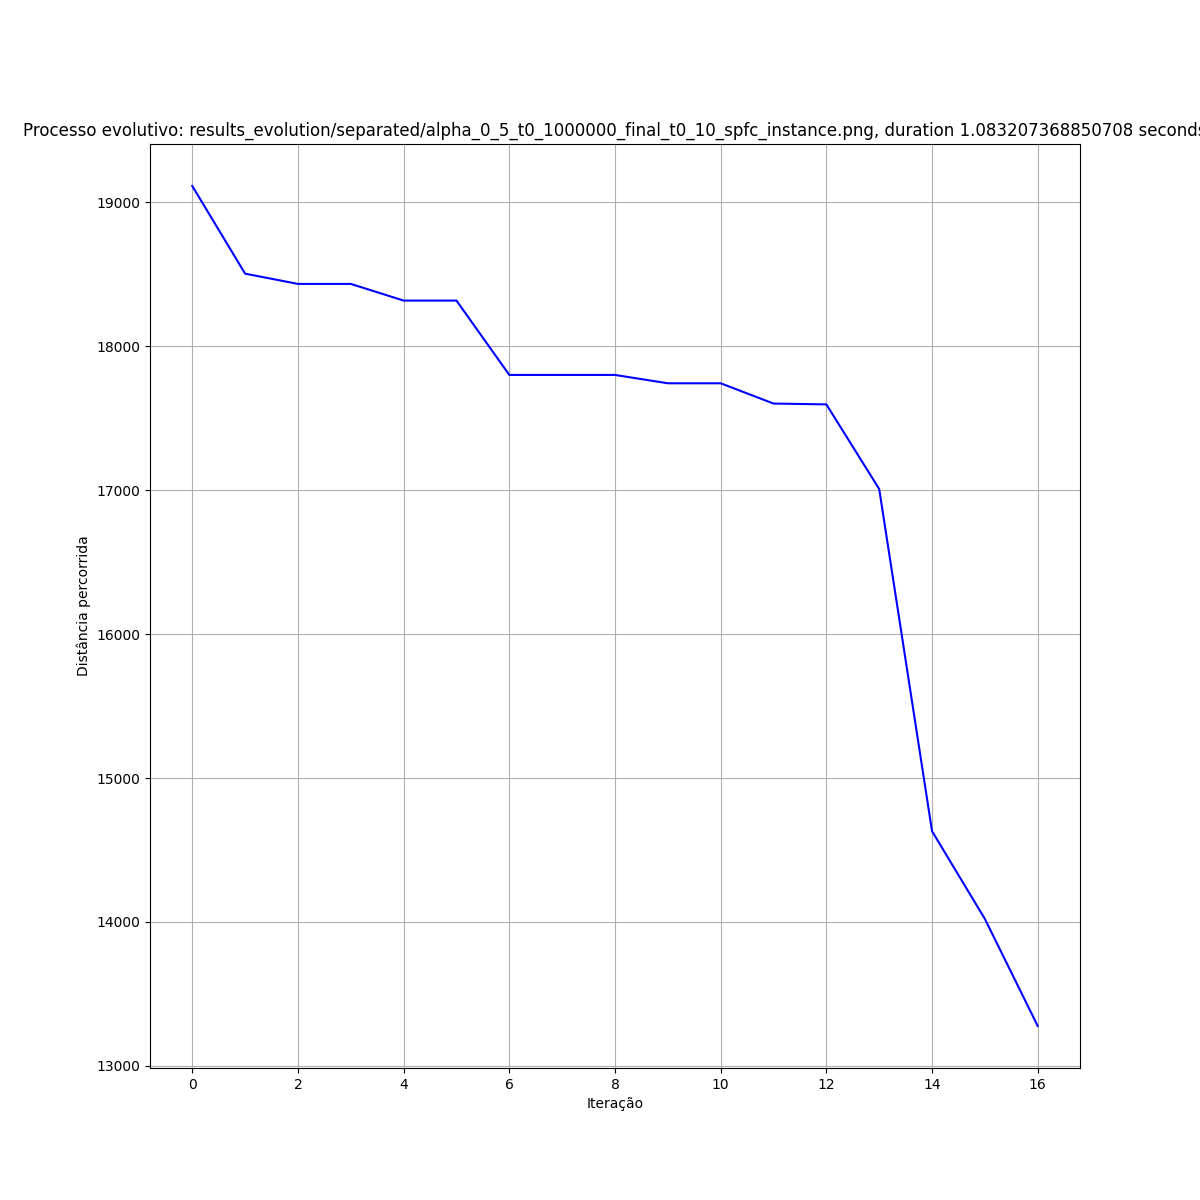 Processo evolutivo: results_evolution/separated/alpha_0_5_t0_1000000_final_t0_10_spfc_instance.png, duration 1.083207368850708 seconds
19000
18000
17000
16000
15000
14000
13000
Distância percorrida
0 2 4 6 8 10 12 14 16
Iteração